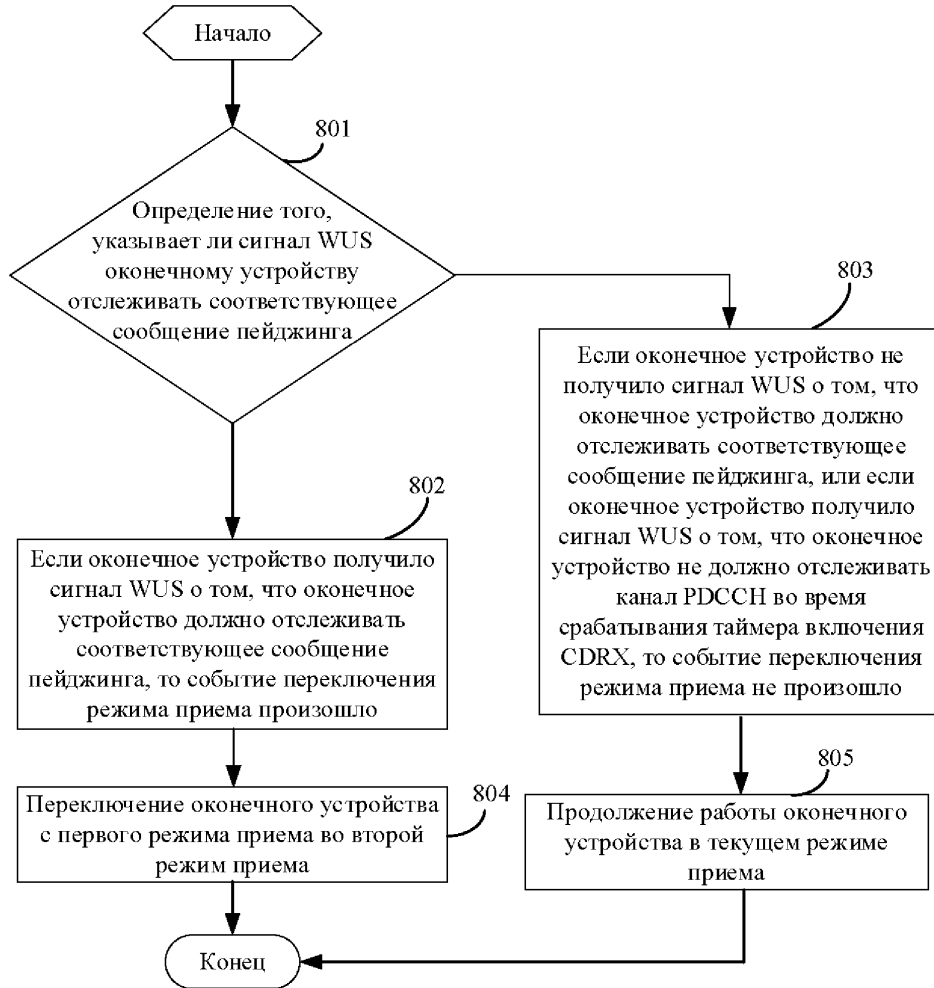 Начало
801
Определение того,
указывает ли сигнал WUS
оконечному устройству
отслеживать соответствующее
сообщение пейджинга
803
Если оконечное устройство не
получило сигнал WUS о том, что
оконечное устройство должно
отслеживать соответствующее
сообщение пейджинга, или если
оконечное устройство получило
сигнал WUS о том, что оконечное
устройство не должно отслеживать
канал PDCCH во время
срабатывания таймера включения
CDRX, то событие переключения
режима приема не произошло
802
Если оконечное устройство получило
сигнал WUS о том, что оконечное
устройство должно отслеживать
соответствующее сообщение
пейджинга, то событие переключения
режима приема произошло
804
Переключение оконечного устройства
с первого режима приема во второй
режим приема
805
Продолжение работы оконечного
устройства в текущем режиме
приема
Конец